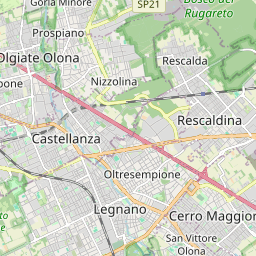 Gorla Minore
SP21
Bosco del
Rugareto
Prospiano
Olgiate Olona
Rescalda
Nizzolina
Rescaldina
Castellanza
Oltresempione
Legnano
Cerro Maggior
San Vittore
Olona